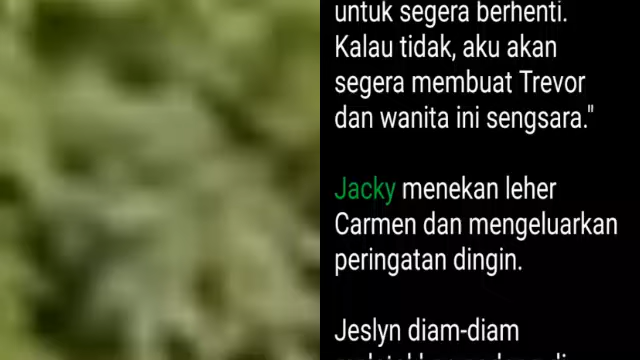 untuk segera berhenti.
Kalau tidak, aku akan
segera membuat Trevor
dan wanita ini sengsara."
Jacky menekan leher
Carmen dan mengeluarkan
peringatan dingin.
Jeslyn diam-diam